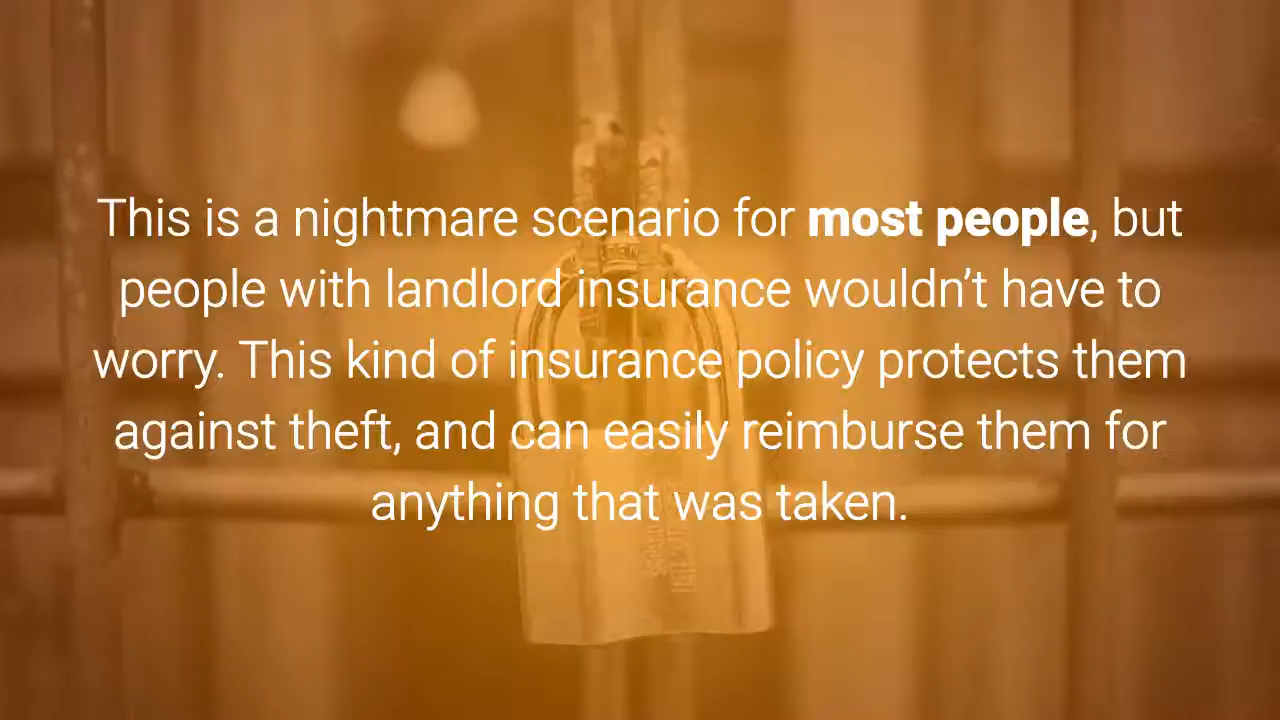 This is a nightmare scenario for most people, but
people with landlord insurance wouldn’t have to
worry. This kind of insurance policy protects them
against theft, and can easily reimburse them for
anything that was taken.